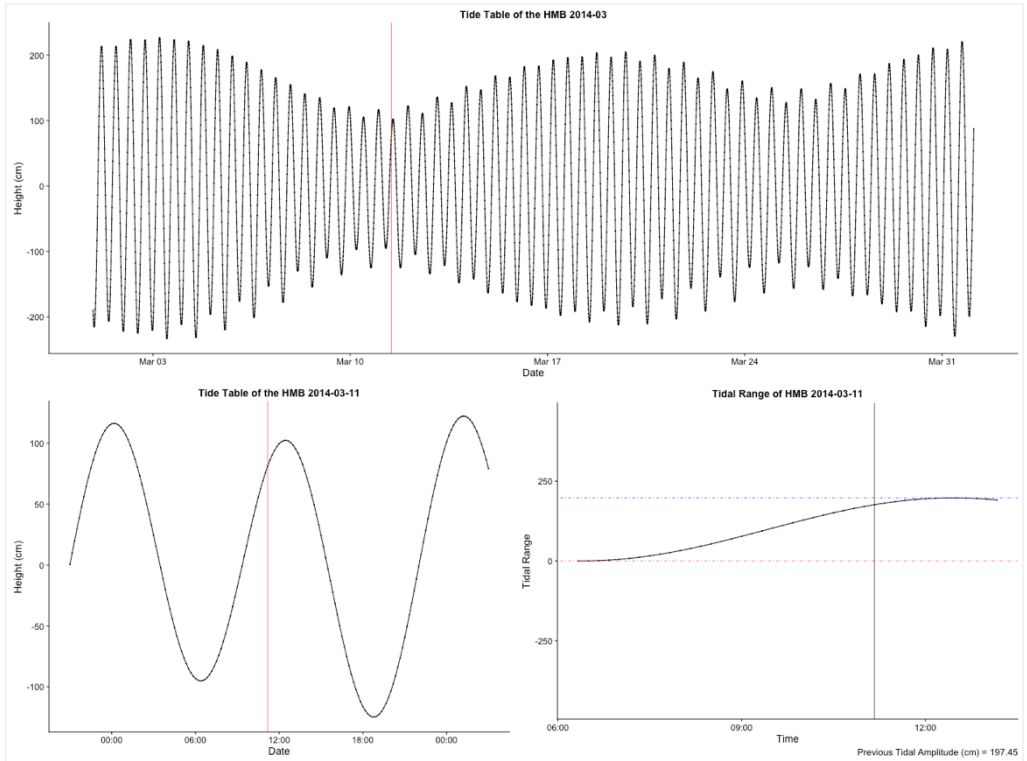 Tide Table of the HMB 2014-03
Height (cm)
200
100
0
-100
-200
Mar 03 Mar 10 Mar 17 Mar 24 Mar 31
Date
Tide Table of the HMB 2014-03-11
Height (cm)
100
50
0
-50
-100
00:00 06:00 12:00 18:00 00:00
Date
Tidal Range of HMB 2014-03-11
Tidal Range
250
0
-250
06:00 09:00 12:00
Time
Previous Tidal Amplitude (cm) = 197.45